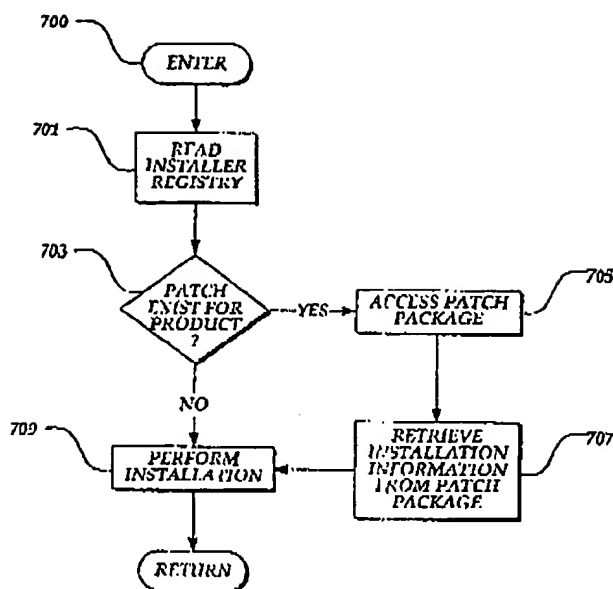 700
ENTER
701
READ
INSTALLER
REGISTRY
703
PATCH
EXIST FOR
PRODUCT
?
YES
ACCESS PATCH
PACKAGE
705
NO
709
PERFORM
INSTALLATION
RETRIEVE
INSTALLATION
INFORMATION
FROM PATCH
PACKAGE
707
RETURN